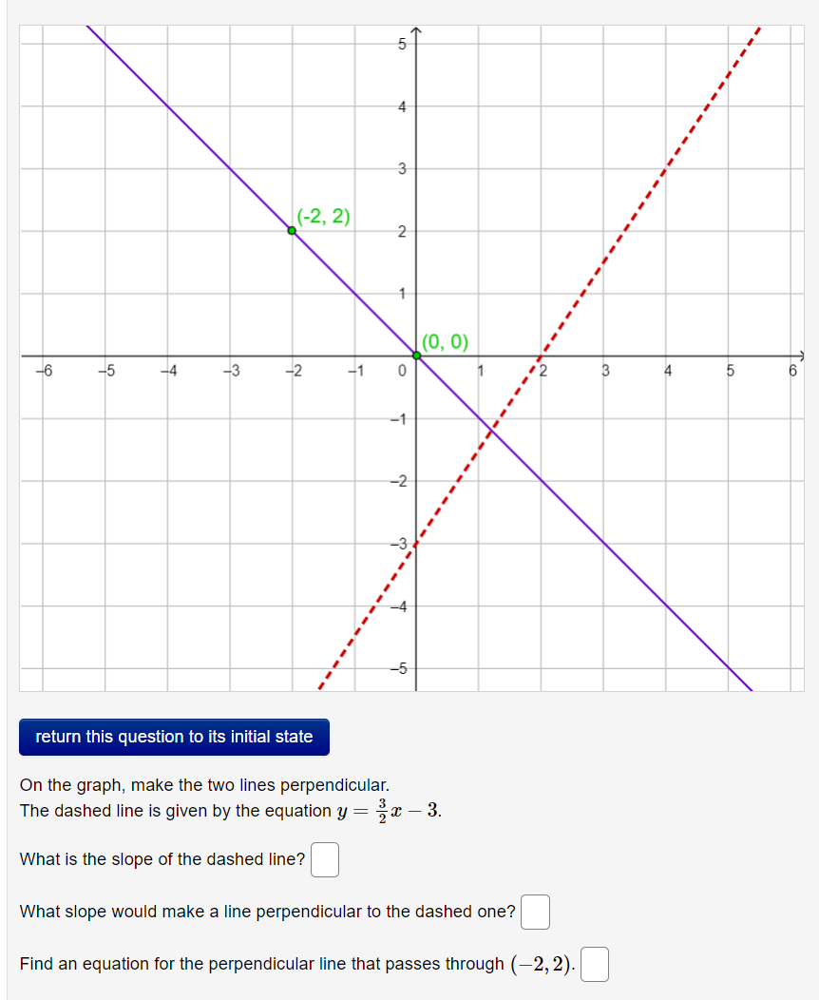 5
4
3
(-2, 2)
2
1
(0, 0)
–6 –5 –4 –3 –2 –1 0 1 2 3 4 5 6
–1
–2
–3
–4
–5
return this question to its initial state
On the graph, make the two lines perpendicular.
The dashed line is given by the equation y = 3/2 x − 3.
What is the slope of the dashed line?
What slope would make a line perpendicular to the dashed one?
Find an equation for the perpendicular line that passes through (−2, 2).